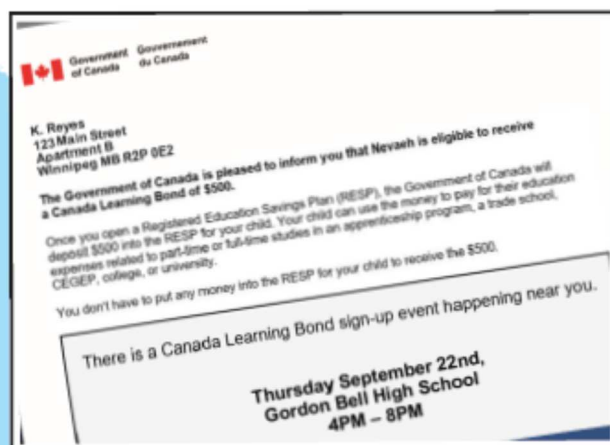 Government Gouvernement
of Canada du Canada
K. Reyes
123 Main Street
Apartment B
Winnipeg MB R2P 0E2
The Government of Canada is pleased to inform you that Nevaeh is eligible to receive
a Canada Learning Bond of $500.
Once you open a Registered Education Savings Plan (RESP), the Government of Canada will
deposit $500 into the RESP for your child. Your child can use the money to pay for their education
expenses related to part-time or full-time studies in an apprenticeship program, a trade school,
CEGEP, college, or university.
You don't have to put any money into the RESP for your child to receive the $500.
There is a Canada Learning Bond sign-up event happening near you.
Thursday September 22nd,
Gordon Bell High School
4PM – 8PM